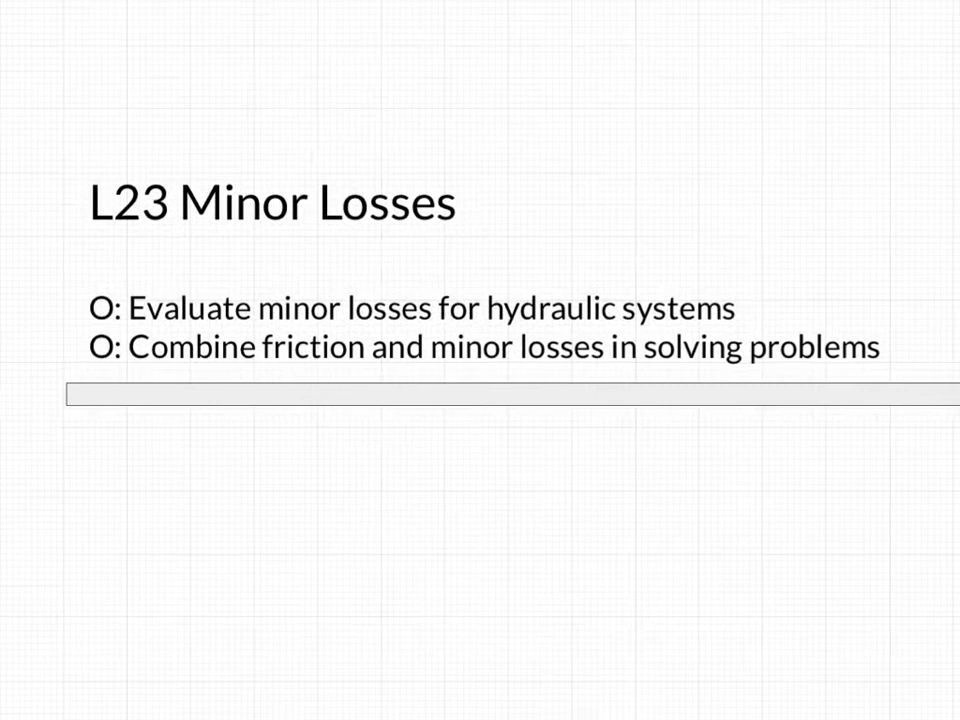 L23 Minor Losses
O: Evaluate minor losses for hydraulic systems
O: Combine friction and minor losses in solving problems